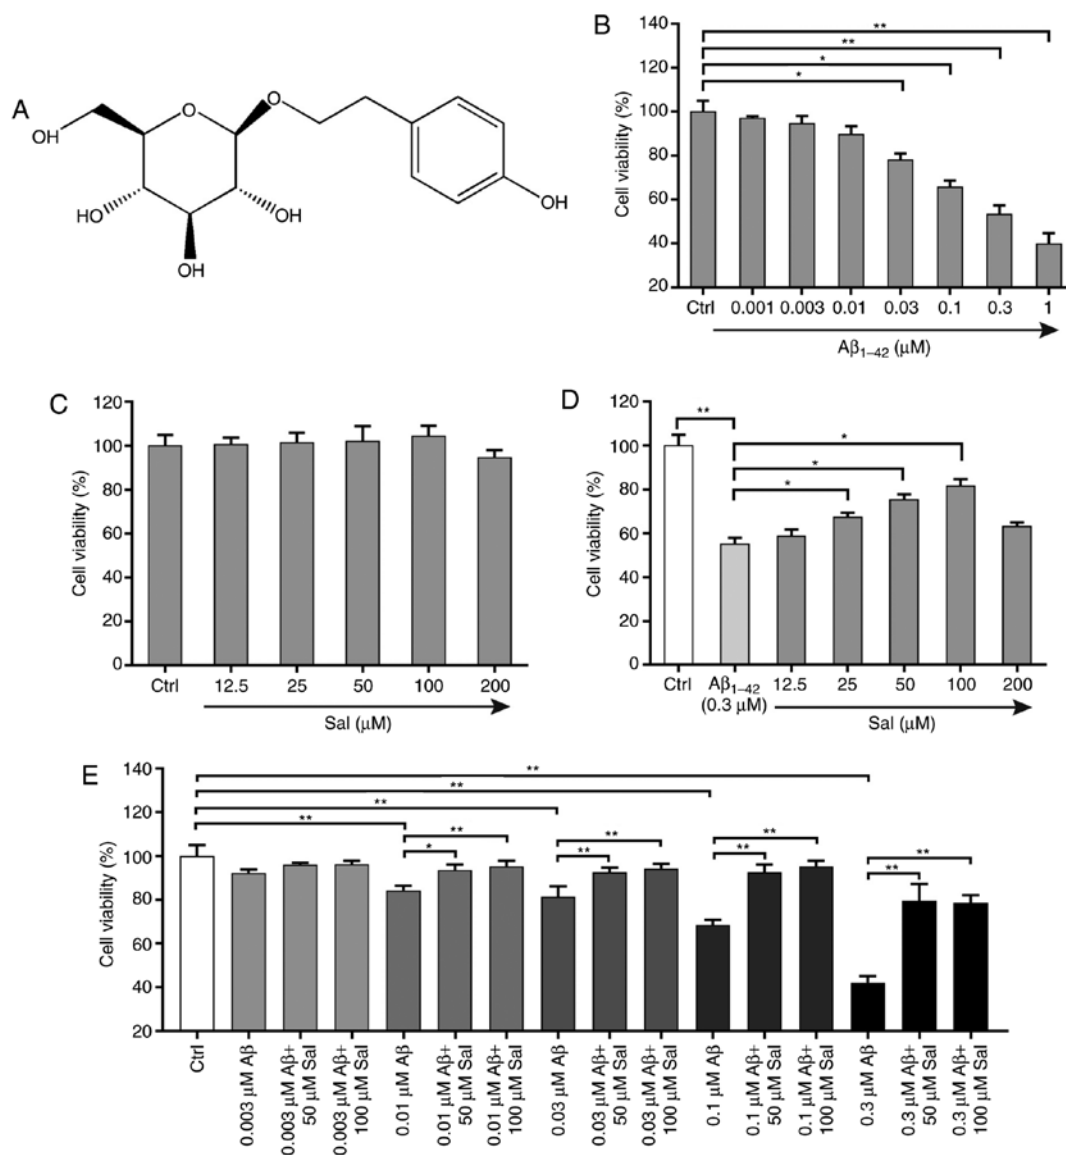 A
OH
O
O
HO
OH
OH
OH
B
Cell viability (%)
140
120
100
80
60
40
20
**
**
*
*
Ctrl 0.001 0.003 0.01 0.03 0.1 0.3 1
Aβ1–42 (μM)
C
Cell viability (%)
120
100
80
60
40
20
0
Ctrl 12.5 25 50 100 200
Sal (μM)
D
Cell viability (%)
120
100
80
60
40
20
0
**
*
*
*
Ctrl Aβ1–42 12.5 25 50 100 200
(0.3 μM)
Sal (μM)
E
Cell viability (%)
140
120
100
80
60
40
20
**
**
**
**
**
*
**
**
**
**
**
**
Ctrl
0.003 μM Aβ
0.003 μM Aβ+
50 μM Sal
0.003 μM Aβ+
100 μM Sal
0.01 μM Aβ
0.01 μM Aβ+
50 μM Sal
0.01 μM Aβ+
100 μM Sal
0.03 μM Aβ
0.03 μM Aβ+
50 μM Sal
0.03 μM Aβ+
100 μM Sal
0.1 μM Aβ
0.1 μM Aβ+
50 μM Sal
0.1 μM Aβ+
100 μM Sal
0.3 μM Aβ
0.3 μM Aβ+
50 μM Sal
0.3 μM Aβ+
100 μM Sal